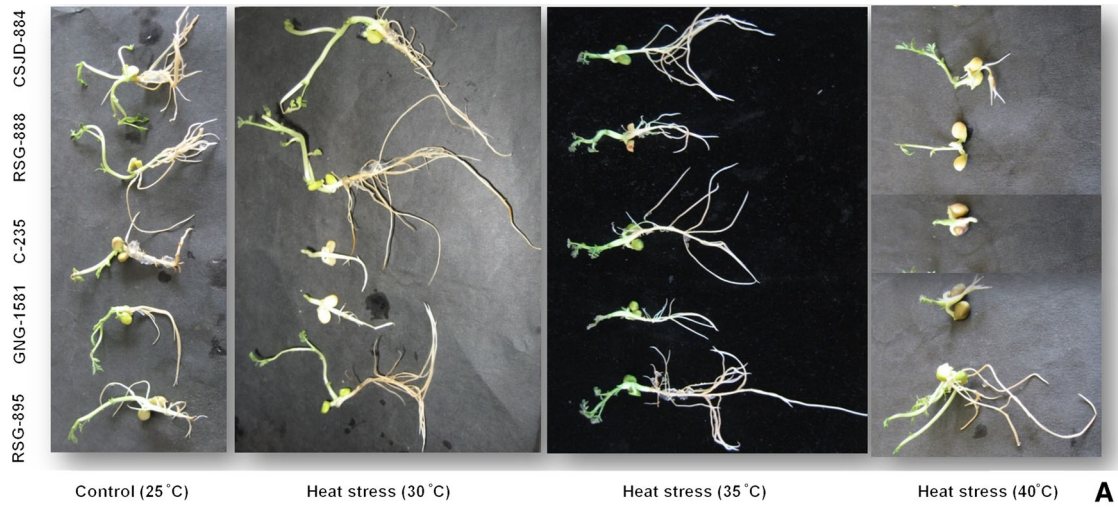 CSJD-884
RSG-888
C-235
GNG-1581
RSG-895
Control (25°C)
Heat stress (30°C)
Heat stress (35°C)
Heat stress (40°C)
A